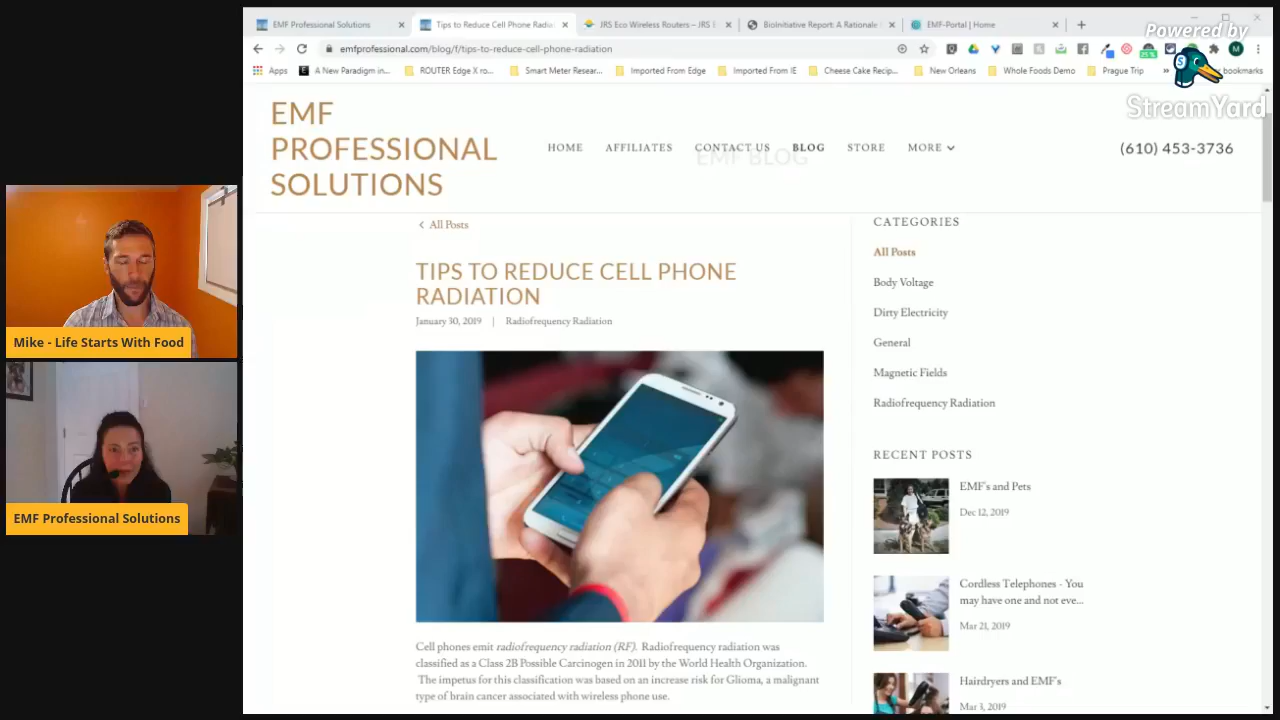 EMF Professional Solutions
Tips to Reduce Cell Phone Radia
JRS Eco Wireless Routers – JRS E
BioInitiative Report: A Rationale
EMF-Portal | Home
Powered by
StreamYard
emfprofessional.com/blog/f/tips-to-reduce-cell-phone-radiation
Apps
A New Paradigm in...
ROUTER Edge X ro...
Smart Meter Resear...
Imported From Edge
Imported From IE
Cheese Cake Recip...
New Orleans
Whole Foods Demo
Prague Trip
bookmarks
EMF
PROFESSIONAL
SOLUTIONS
HOME
AFFILIATES
CONTACT US
BLOG
STORE
MORE
(610) 453-3736
EMF BLOG
All Posts
TIPS TO REDUCE CELL PHONE
RADIATION
January 30, 2019 | Radiofrequency Radiation
Cell phones emit radiofrequency radiation (RF). Radiofrequency radiation was
classified as a Class 2B Possible Carcinogen in 2011 by the World Health Organization.
The impetus for this classification was based on an increase risk for Glioma, a malignant
type of brain cancer associated with wireless phone use.
CATEGORIES
All Posts
Body Voltage
Dirty Electricity
General
Magnetic Fields
Radiofrequency Radiation
RECENT POSTS
EMF's and Pets
Dec 12, 2019
Cordless Telephones - You
may have one and not eve...
Mar 21, 2019
Hairdryers and EMF's
Mar 3, 2019
Mike - Life Starts With Food
EMF Professional Solutions